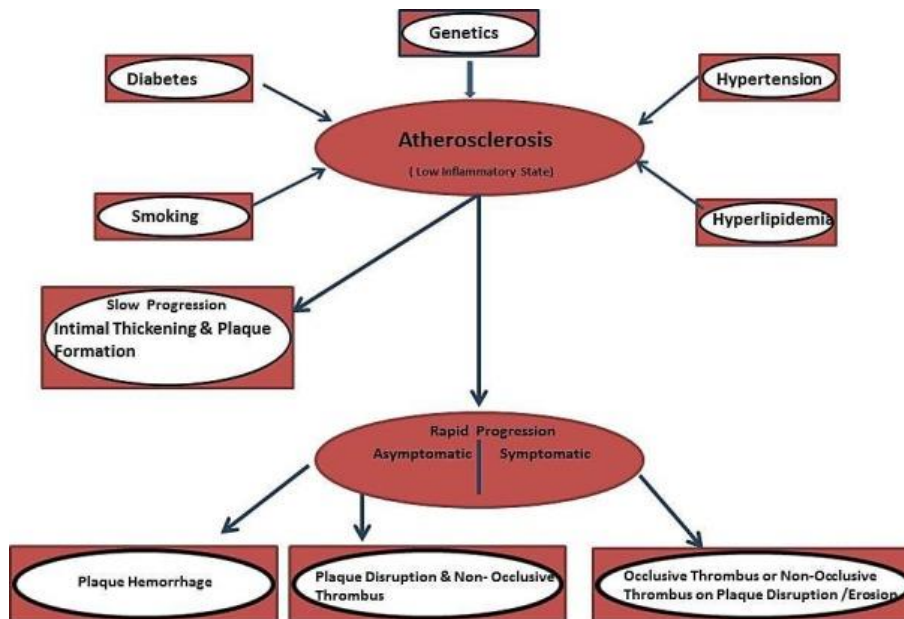 Genetics
Diabetes
Hypertension
Atherosclerosis
( Low Inflammatory State)
Smoking
Hyperlipidemia
Slow Progression
Intimal Thickening & Plaque
Formation
Rapid Progression
Asymptomatic
Symptomatic
Plaque Hemorrhage
Plaque Disruption & Non- Occlusive
Thrombus
Occlusive Thrombus or Non-Occlusive
Thrombus on Plaque Disruption /Erosion